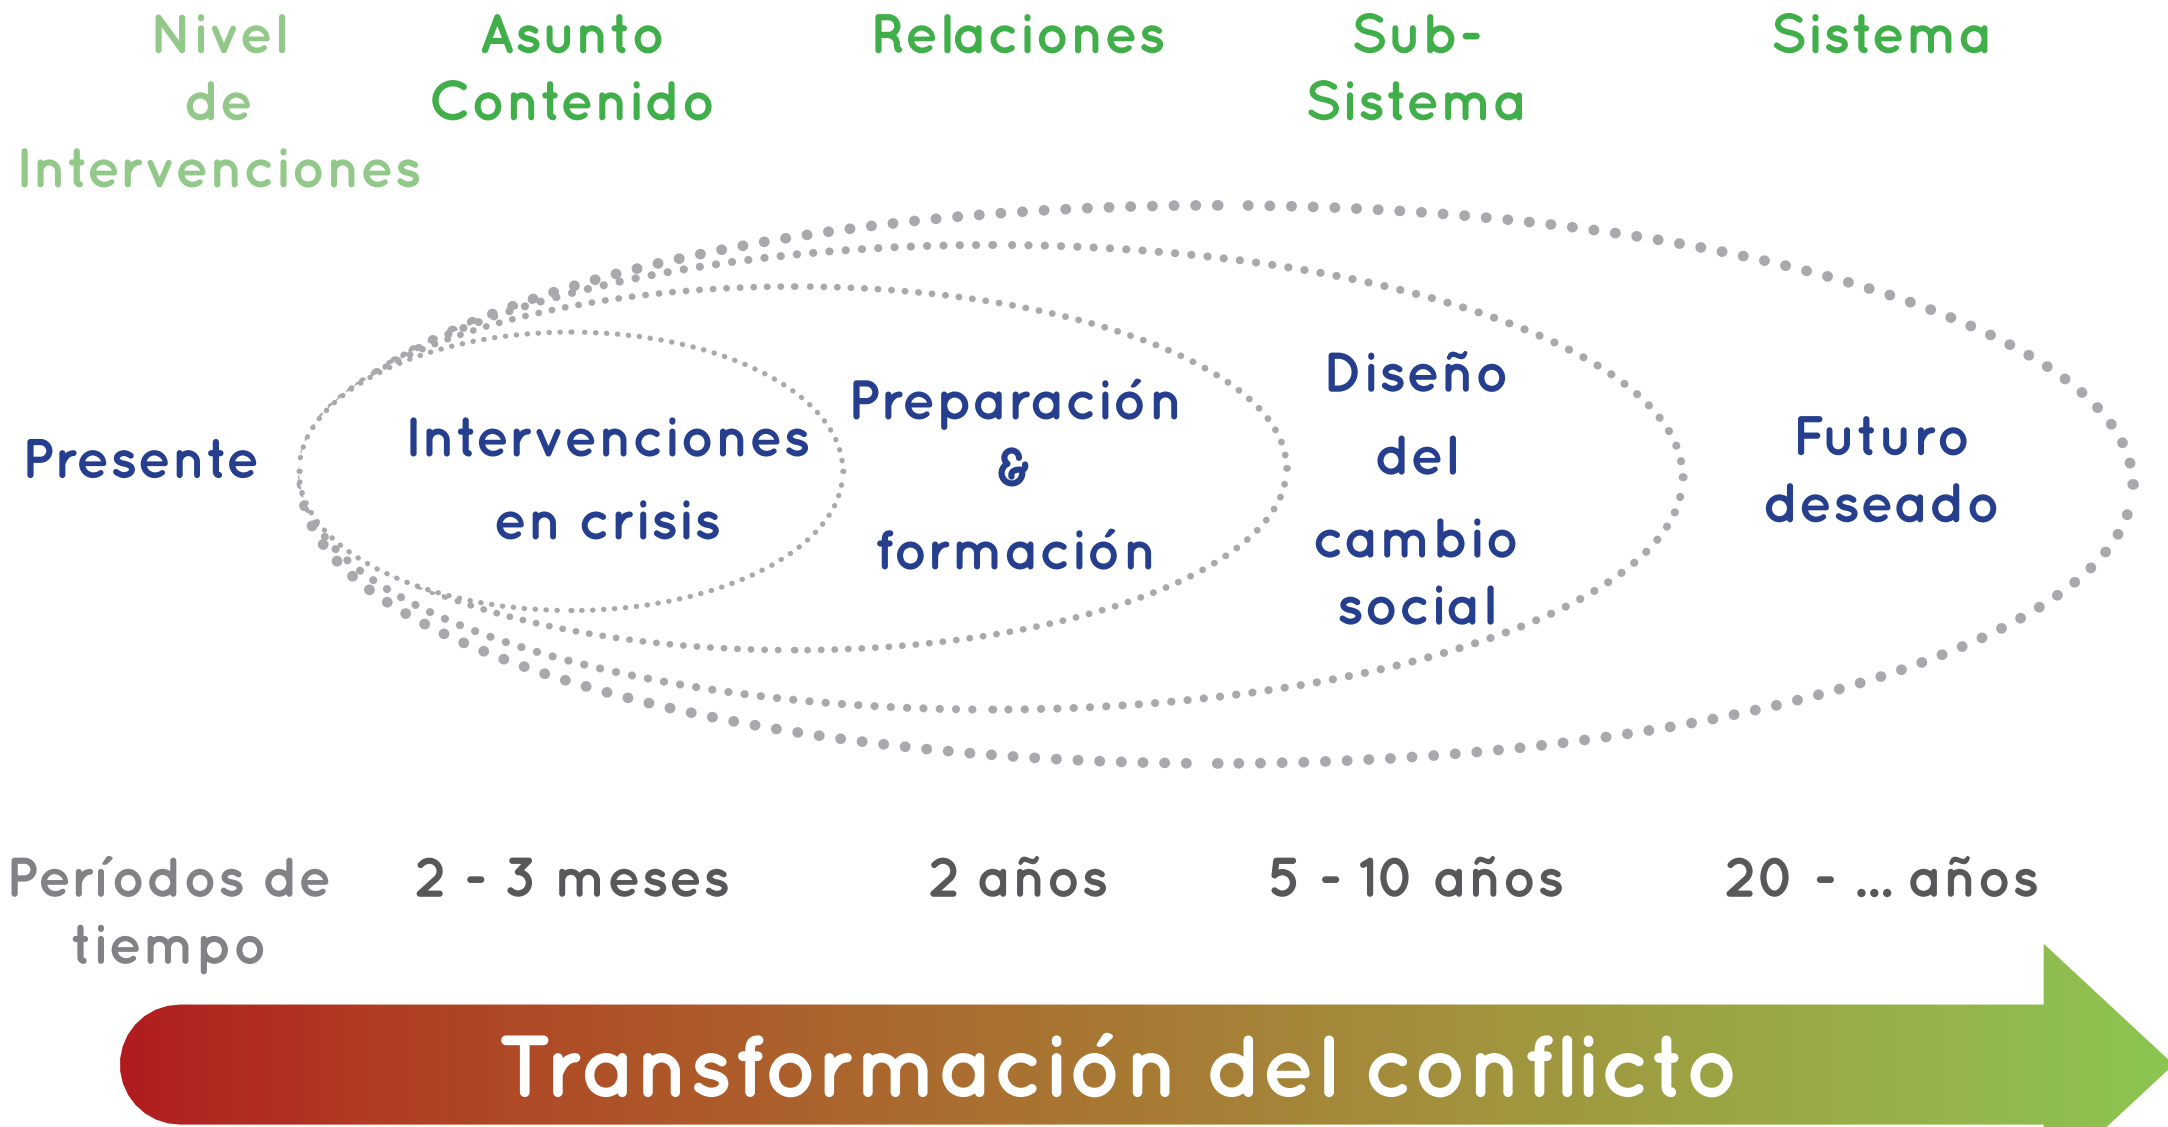 Nivel
de
Intervenciones
Asunto
Contenido
Relaciones
Sub-
Sistema
Sistema
Presente
Intervenciones
en crisis
Preparación
&
formación
Diseño
del
cambio
social
Futuro
deseado
Períodos de
tiempo
2 - 3 meses
2 años
5 - 10 años
20 - ... años
Transformación del conflicto